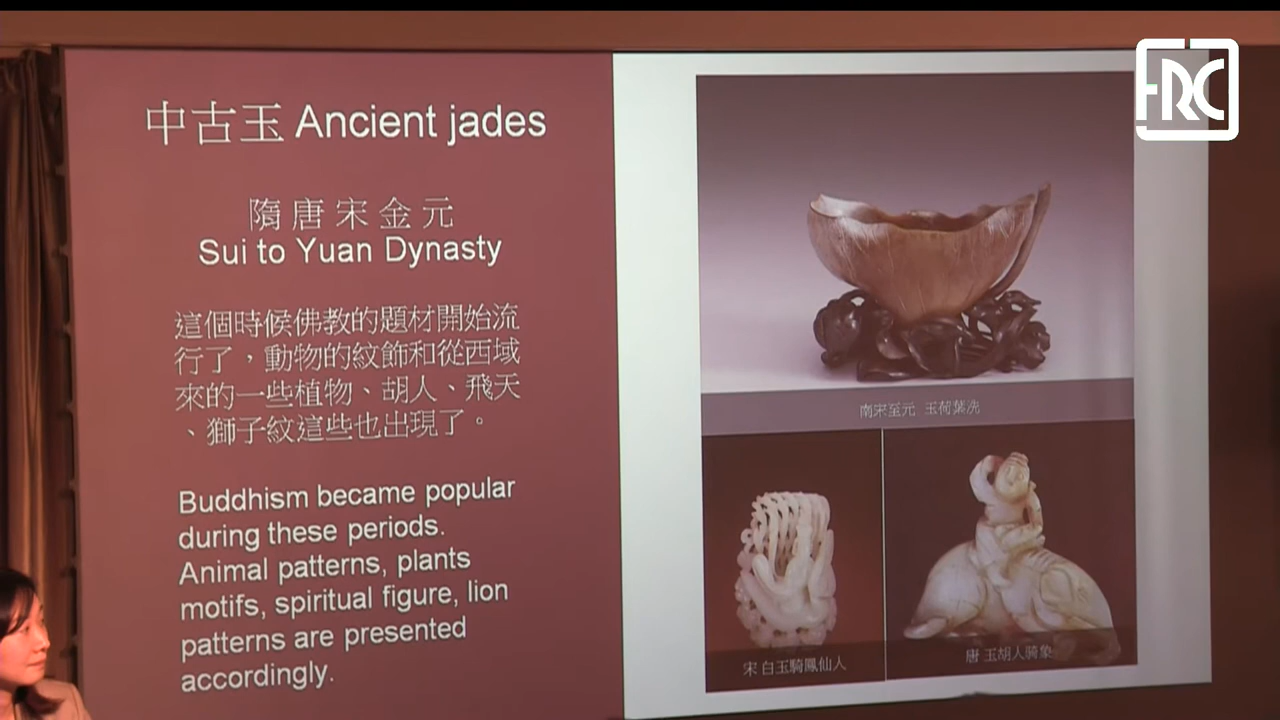 中古玉 Ancient jades
隋唐宋金元
Sui to Yuan Dynasty
這個時候佛教的題材開始流
行了，動物的紋飾和從西域
來的一些植物、胡人、飛天
、獅子紋這些也出現了。
Buddhism became popular
during these periods.
Animal patterns, plants
motifs, spiritual figure, lion
patterns are presented
accordingly.
FRC
南宋至元 玉荷葉洗
宋 白玉騎鳳仙人
唐 玉胡人騎象